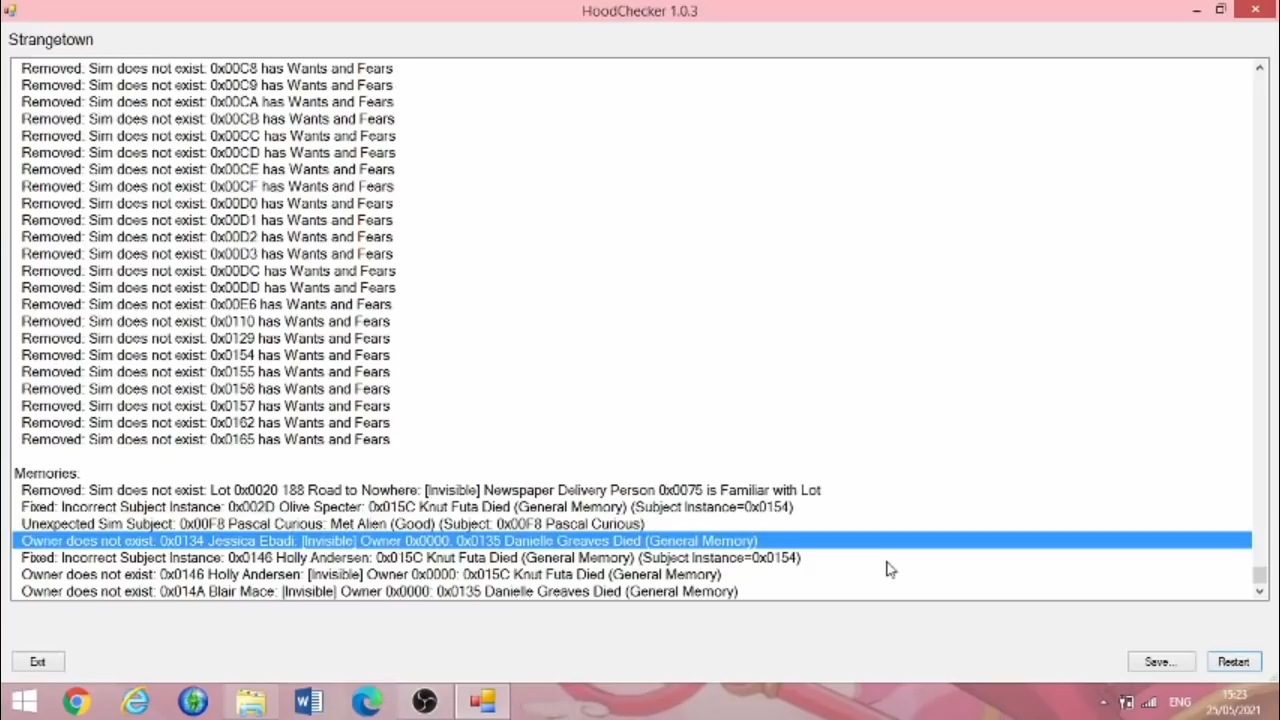 HoodChecker 1.0.3
Strangetown
Removed: Sim does not exist: 0x00C8 has Wants and Fears
Removed: Sim does not exist: 0x00C9 has Wants and Fears
Removed: Sim does not exist: 0x00CA has Wants and Fears
Removed: Sim does not exist: 0x00CB has Wants and Fears
Removed: Sim does not exist: 0x00CC has Wants and Fears
Removed: Sim does not exist: 0x00CD has Wants and Fears
Removed: Sim does not exist: 0x00CE has Wants and Fears
Removed: Sim does not exist: 0x00CF has Wants and Fears
Removed: Sim does not exist: 0x00D0 has Wants and Fears
Removed: Sim does not exist: 0x00D1 has Wants and Fears
Removed: Sim does not exist: 0x00D2 has Wants and Fears
Removed: Sim does not exist: 0x00D3 has Wants and Fears
Removed: Sim does not exist: 0x00DC has Wants and Fears
Removed: Sim does not exist: 0x00DD has Wants and Fears
Removed: Sim does not exist: 0x00E6 has Wants and Fears
Removed: Sim does not exist: 0x0110 has Wants and Fears
Removed: Sim does not exist: 0x0129 has Wants and Fears
Removed: Sim does not exist: 0x0154 has Wants and Fears
Removed: Sim does not exist: 0x0155 has Wants and Fears
Removed: Sim does not exist: 0x0156 has Wants and Fears
Removed: Sim does not exist: 0x0157 has Wants and Fears
Removed: Sim does not exist: 0x0162 has Wants and Fears
Removed: Sim does not exist: 0x0165 has Wants and Fears
Memories:
Removed: Sim does not exist: Lot 0x0020 188 Road to Nowhere: [Invisible] Newspaper Delivery Person 0x0075 is Familiar with Lot
Fixed: Incorrect Subject Instance: 0x002D Olive Specter: 0x015C Knut Futa Died (General Memory) (Subject Instance=0x0154)
Unexpected Sim Subject: 0x00F8 Pascal Curious: Met Alien (Good) (Subject: 0x00F8 Pascal Curious)
Owner does not exist: 0x0134 Jessica Ebadi: [Invisible] Owner 0x0000: 0x0135 Danielle Greaves Died (General Memory)
Fixed: Incorrect Subject Instance: 0x0146 Holly Andersen: 0x015C Knut Futa Died (General Memory) (Subject Instance=0x0154)
Owner does not exist: 0x0146 Holly Andersen: [Invisible] Owner 0x0000: 0x015C Knut Futa Died (General Memory)
Owner does not exist: 0x014A Blair Mace: [Invisible] Owner 0x0000: 0x0135 Danielle Greaves Died (General Memory)
Exit
Save...
Restart
ENG
15:23
25/05/2021